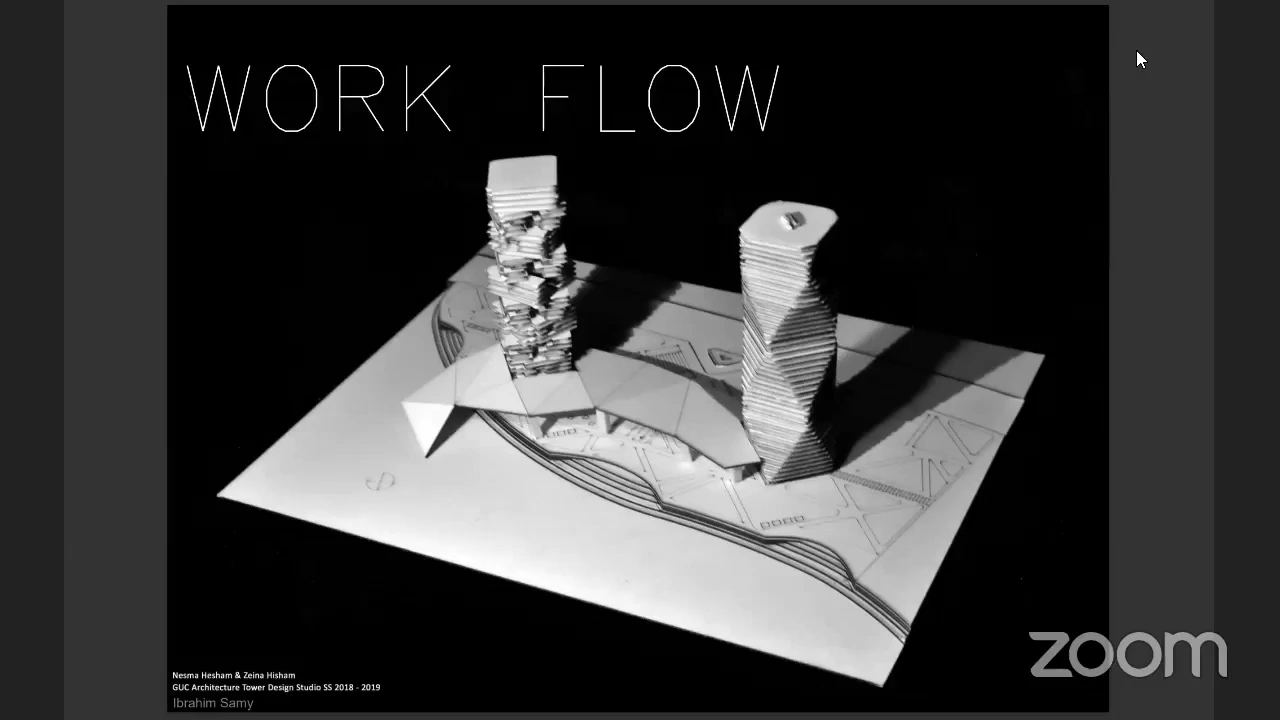 WORK FLOW
Nesma Hesham & Zeina Hisham
GUC Architecture Tower Design Studio SS 2018 - 2019
Ibrahim Samy
zoom